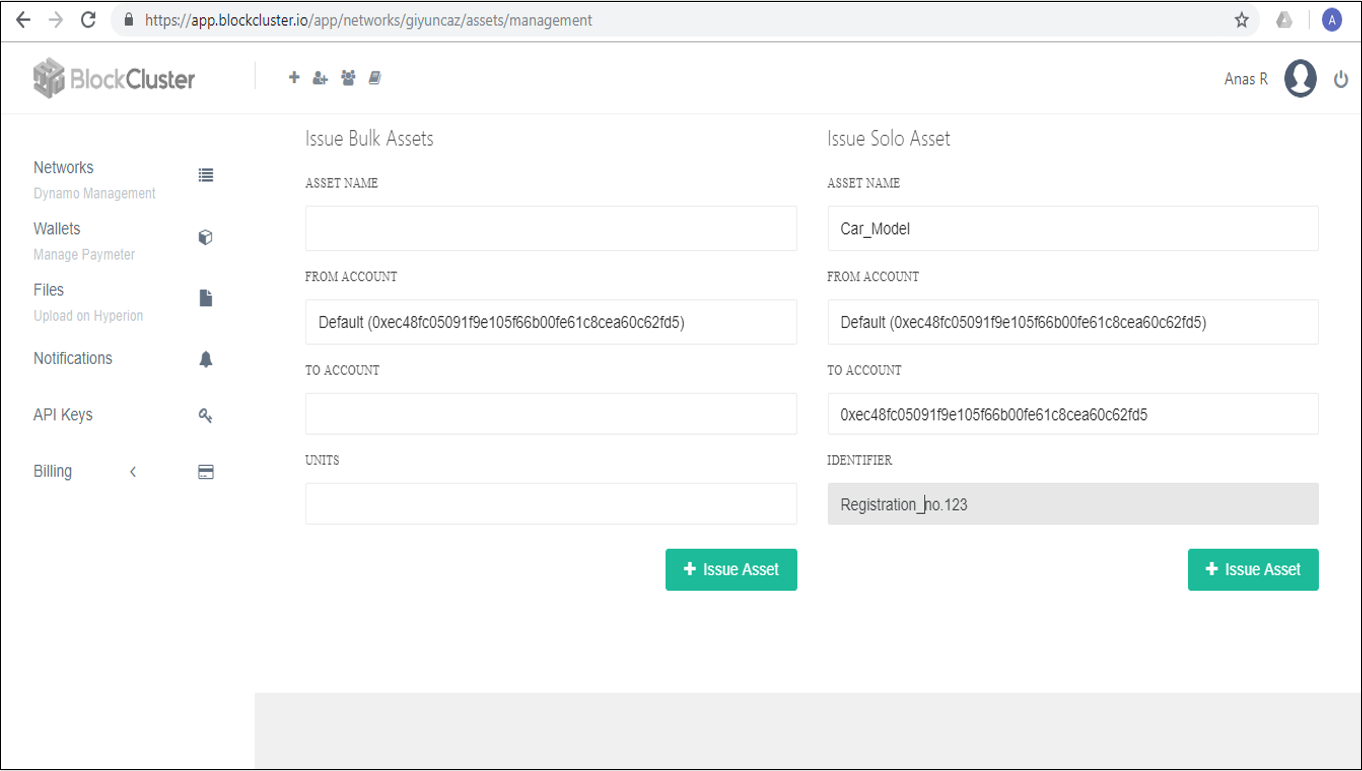 https://app.blockcluster.io/app/networks/giyuncaz/assets/management
A
BlockCluster
Anas R
Networks
Dynamo Management
Wallets
Manage Paymeter
Files
Upload on Hyperion
Notifications
API Keys
Billing
Issue Bulk Assets
ASSET NAME
FROM ACCOUNT
Default (0xec48fc05091f9e105f66b00fe61c8cea60c62fd5)
TO ACCOUNT
UNITS
Issue Asset
Issue Solo Asset
ASSET NAME
Car_Model
FROM ACCOUNT
Default (0xec48fc05091f9e105f66b00fe61c8cea60c62fd5)
TO ACCOUNT
0xec48fc05091f9e105f66b00fe61c8cea60c62fd5
IDENTIFIER
Registration_no.123
Issue Asset